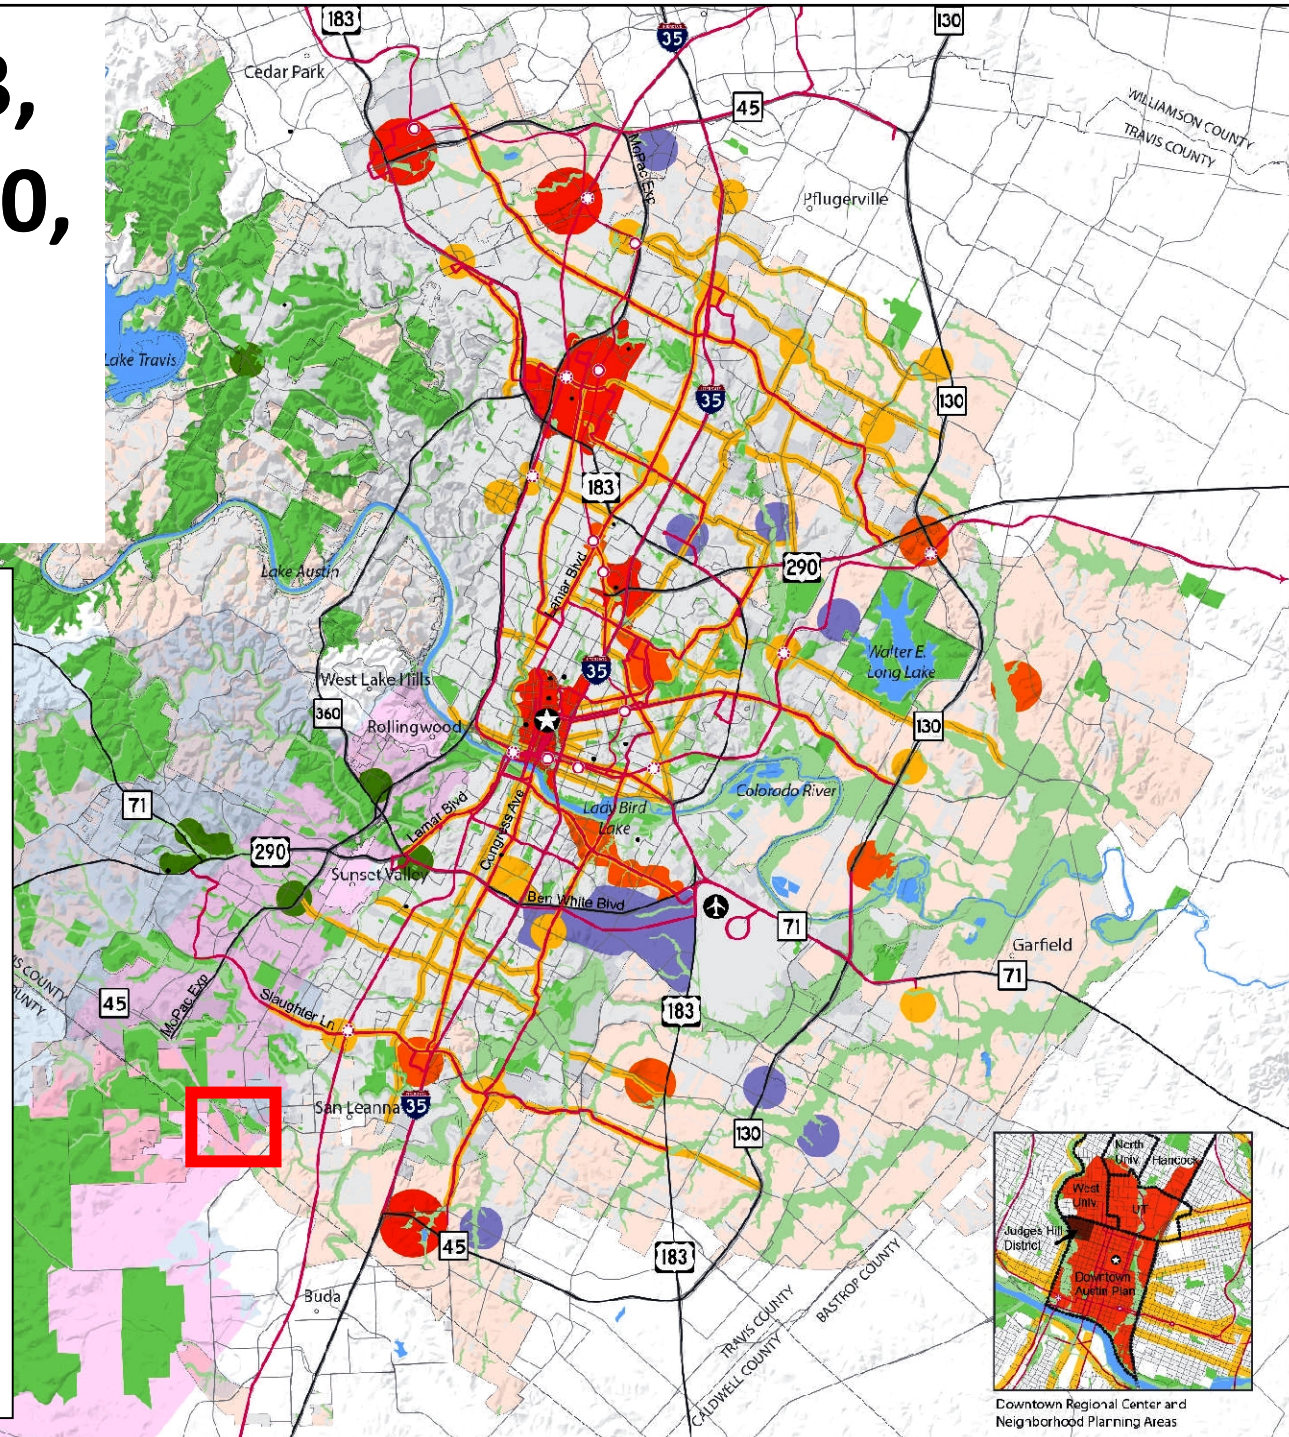 3,
0,
183
35
130
Cedar Park
45
WILLIAMSON COUNTY
TRAVIS COUNTY
MoPac Exp
Pflugerville
Lake Travis
35
130
183
290
Lake Austin
Lamar Blvd
Walter E.
Long Lake
35
West Lake Hills
360
Rollingwood
130
71
Colorado River
Lady Bird
Lake
Lamar Blvd
Congress Ave
290
Sunset Valley
Ben White Blvd
71
Garfield
71
45
MoPac Exp
Slaughter Ln
183
San Leanna
35
130
45
183
Buda
TRAVIS COUNTY
CALDWELL COUNTY
BASTROP COUNTY
North
Univ.
Hancock
West
Univ.
UT
Judge's Hill
District
Downtown
Austin Plan
Downtown Regional Center and
Neighborhood Planning Areas